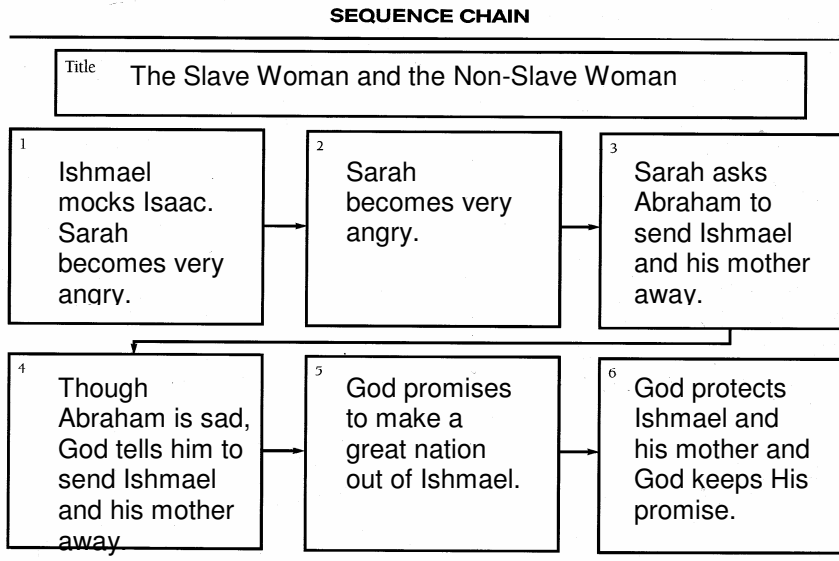 SEQUENCE CHAIN
Title
The Slave Woman and the Non-Slave Woman
1
Ishmael
mocks Isaac.
Sarah
becomes very
angry.
2
Sarah
becomes very
angry.
3
Sarah asks
Abraham to
send Ishmael
and his mother
away.
4
Though
Abraham is sad,
God tells him to
send Ishmael
and his mother
away.
5
God promises
to make a
great nation
out of Ishmael.
6
God protects
Ishmael and
his mother and
God keeps His
promise.